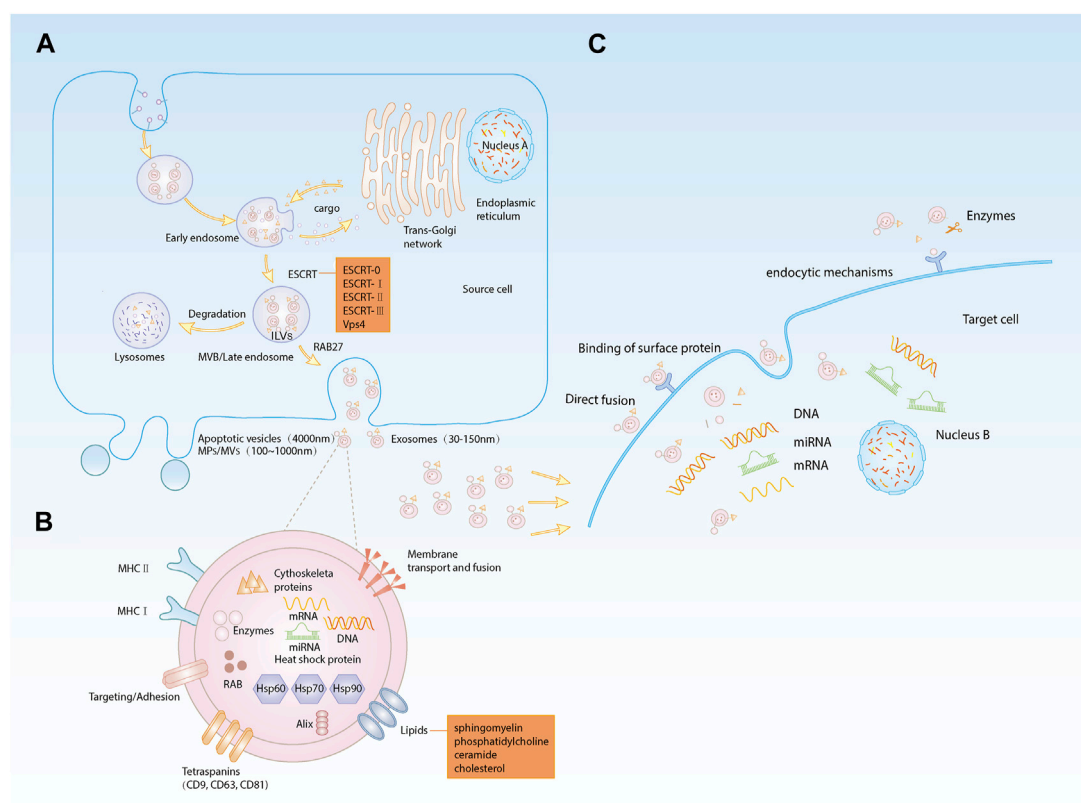 A
Nucleus A
Endoplasmic
reticulum
cargo
Trans-Golgi
network
Early endosome
ESCRT
ESCRT-0
ESCRT-Ⅰ
ESCRT-Ⅱ
ESCRT-Ⅲ
Vps4
Source cell
Degradation
ILVs
RAB27
Lysosomes
MVB/Late endosome
Apoptotic vesicles（4000nm）
MPs/MVs（100~1000nm）
Exosomes（30-150nm）
B
MHC Ⅱ
MHC Ⅰ
Membrane
transport and fusion
Cythoskeleta
proteins
mRNA
Enzymes
DNA
miRNA
Heat shock protein
RAB
Hsp60
Hsp70
Hsp90
Targeting/Adhesion
Alix
Lipids
sphingomyelin
phosphatidylcholine
ceramide
cholesterol
Tetraspanins
(CD9, CD63, CD81)
C
Enzymes
endocytic mechanisms
Target cell
Binding of surface protein
Direct fusion
DNA
miRNA
mRNA
Nucleus B